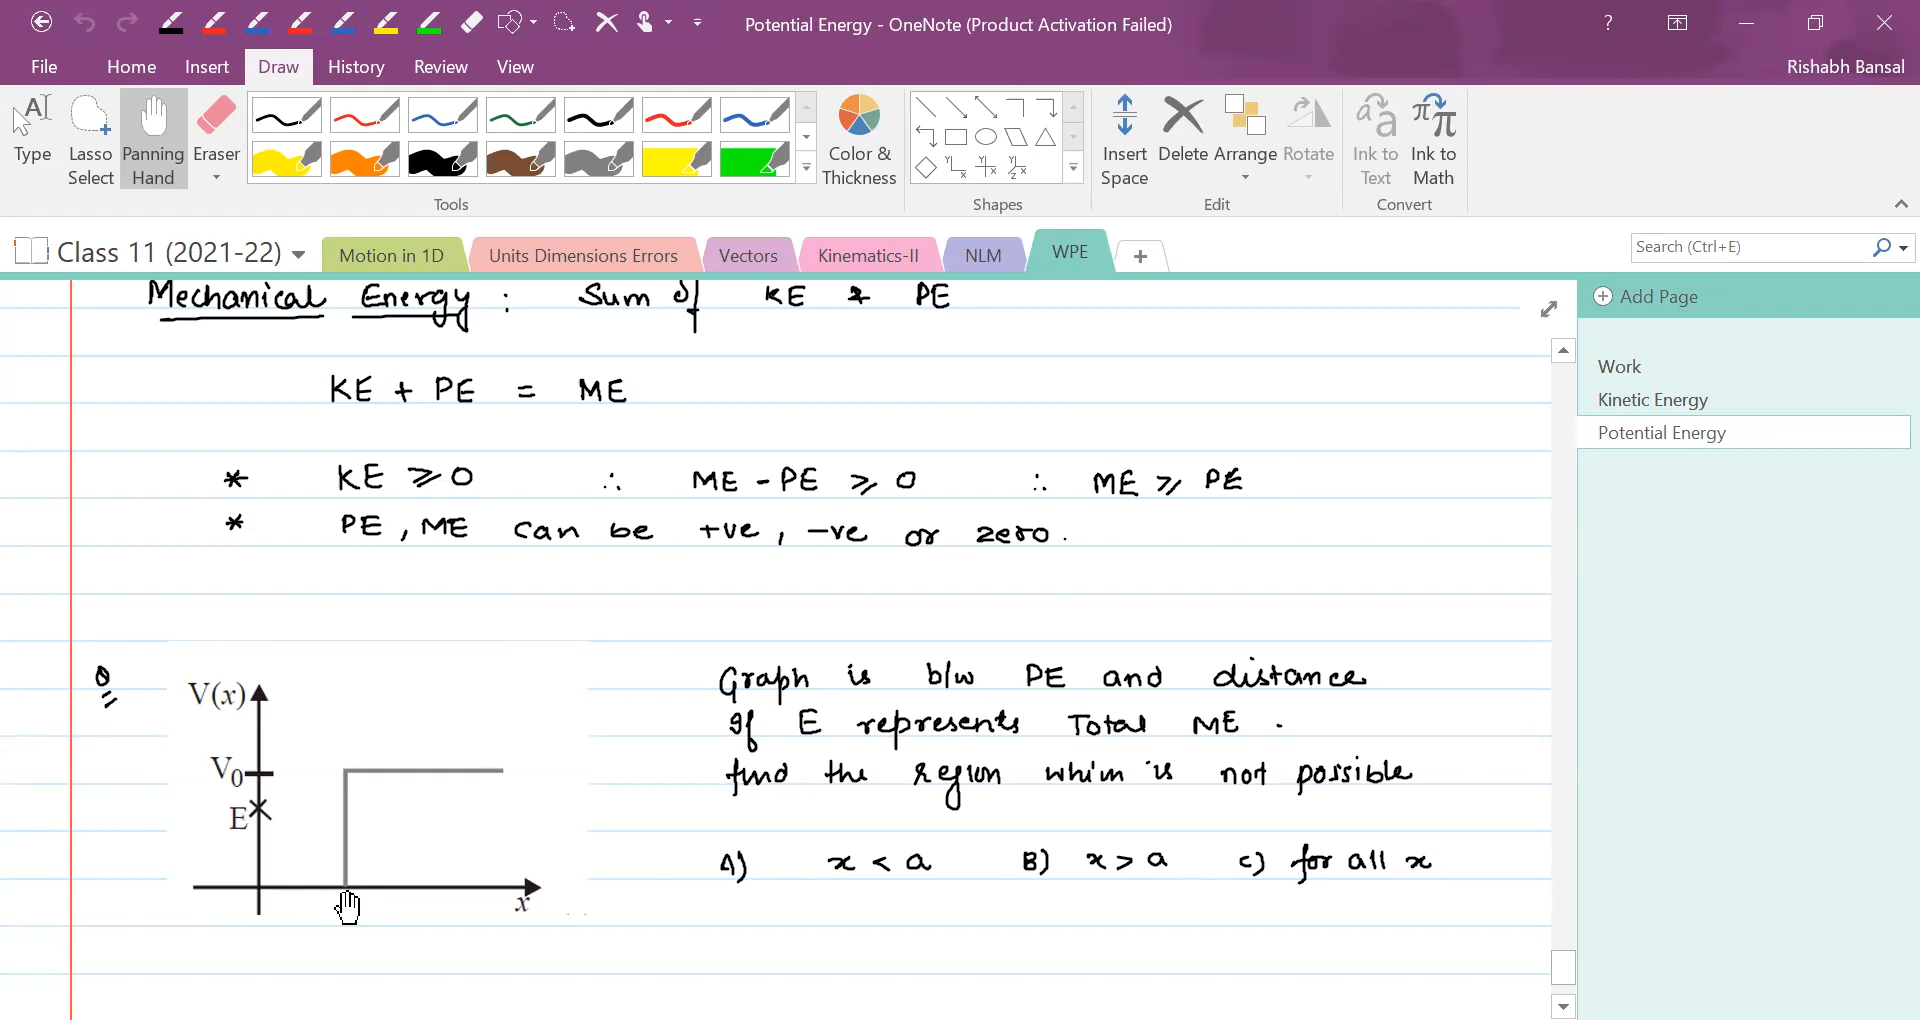 Potential Energy - OneNote (Product Activation Failed)
?
File Home Insert Draw History Review View
Rishabh Bansal
Type
Lasso Select
Panning Hand
Eraser
Color & Thickness
Insert Space
Delete
Arrange
Rotate
Ink to Text
Ink to Math
Tools
Shapes
Edit
Convert
Class 11 (2021-22)
Motion in 1D
Units Dimensions Errors
Vectors
Kinematics-II
NLM
WPE
Search (Ctrl+E)
Add Page
Work
Kinetic Energy
Potential Energy
Mechanical Energy : Sum of KE & PE
KE + PE = ME
* KE ⩾ 0 ∴ ME - PE ⩾ 0 ∴ ME ⩾ PE
* PE, ME can be +ve, -ve or zero.
Q
V(x)
V0
E
x
Graph is b/w PE and distance
If E represents Total ME .
find the region which is not possible
A) x < a B) x > a C) for all x